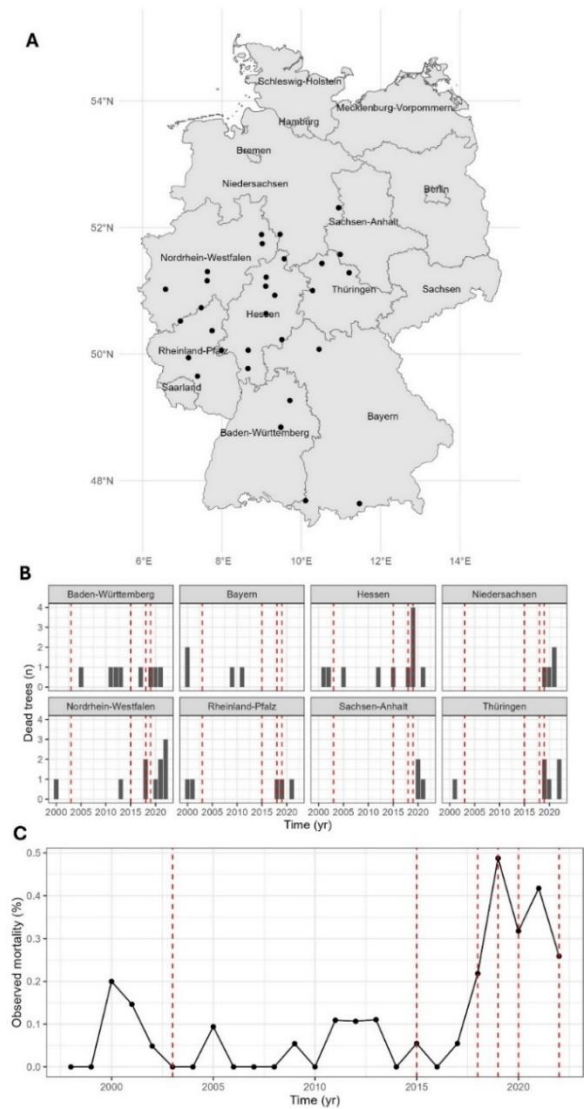 A
Schleswig-Holstein
54°N
Mecklenburg-Vorpommern
Hamburg
Bremen
Berlin
Niedersachsen
Sachsen-Anhalt
52°N
Nordrhein-Westfalen
Thüringen
Sachsen
Hessen
50°N
Rheinland-Pfalz
Saarland
Bayern
Baden-Württemberg
48°N
6°E 8°E 10°E 12°E 14°E
B
Baden-Württemberg Bayern Hessen Niedersachsen
4
3
2
1
0
Dead trees (n)
Nordrhein-Westfalen Rheinland-Pfalz Sachsen-Anhalt Thüringen
4
3
2
1
0
2000 2005 2010 2015 2020 2000 2005 2010 2015 2020 2000 2005 2010 2015 2020 2000 2005 2010 2015 2020
Time (yr)
C
0.5
0.4
0.3
0.2
0.1
0.0
Observed mortality (%)
2000 2005 2010 2015 2020
Time (yr)